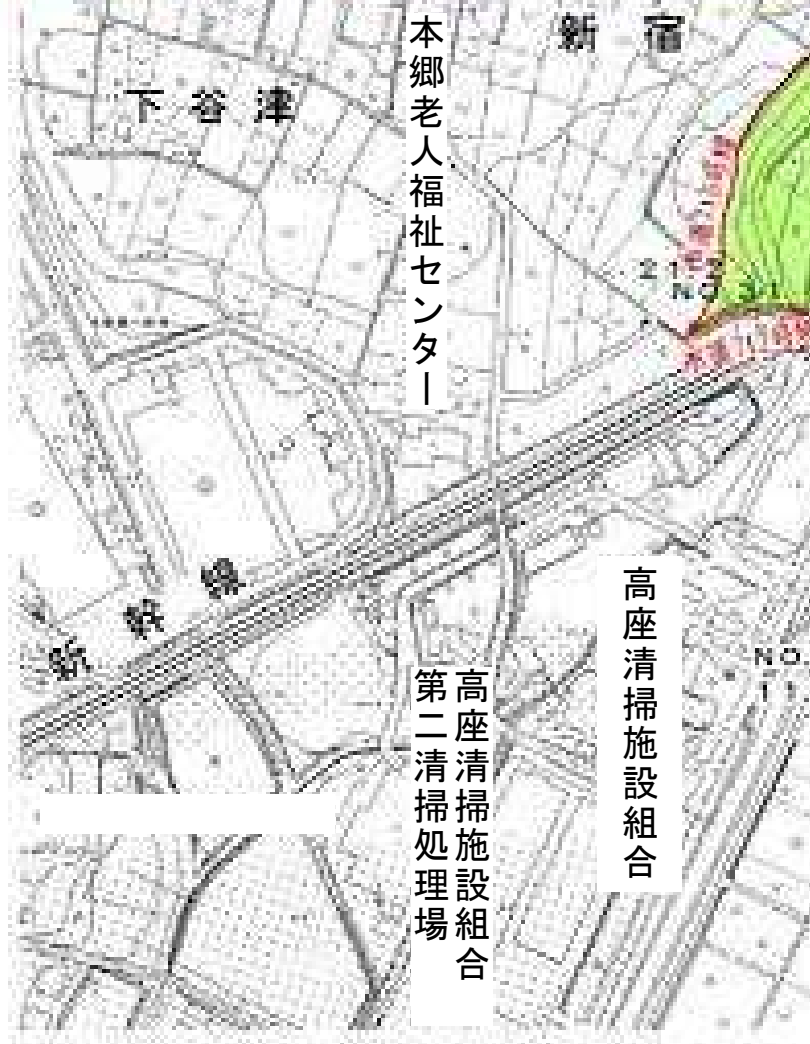 新宿
本郷老人福祉センター
下谷津
新幹線
高座清掃施設組合
高座清掃施設組合
第二清掃処理場
NO